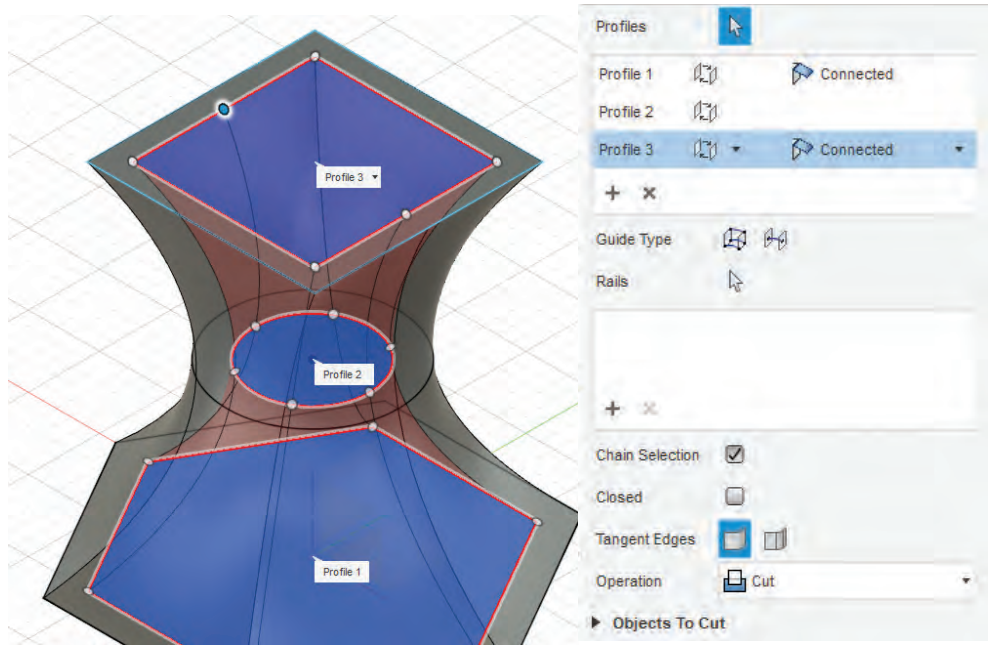 Profile 3
Profile 2
Profile 1
Profiles
Profile 1 Connected
Profile 2
Profile 3 Connected
Guide Type
Rails
Chain Selection
Closed
Tangent Edges
Operation Cut
Objects To Cut